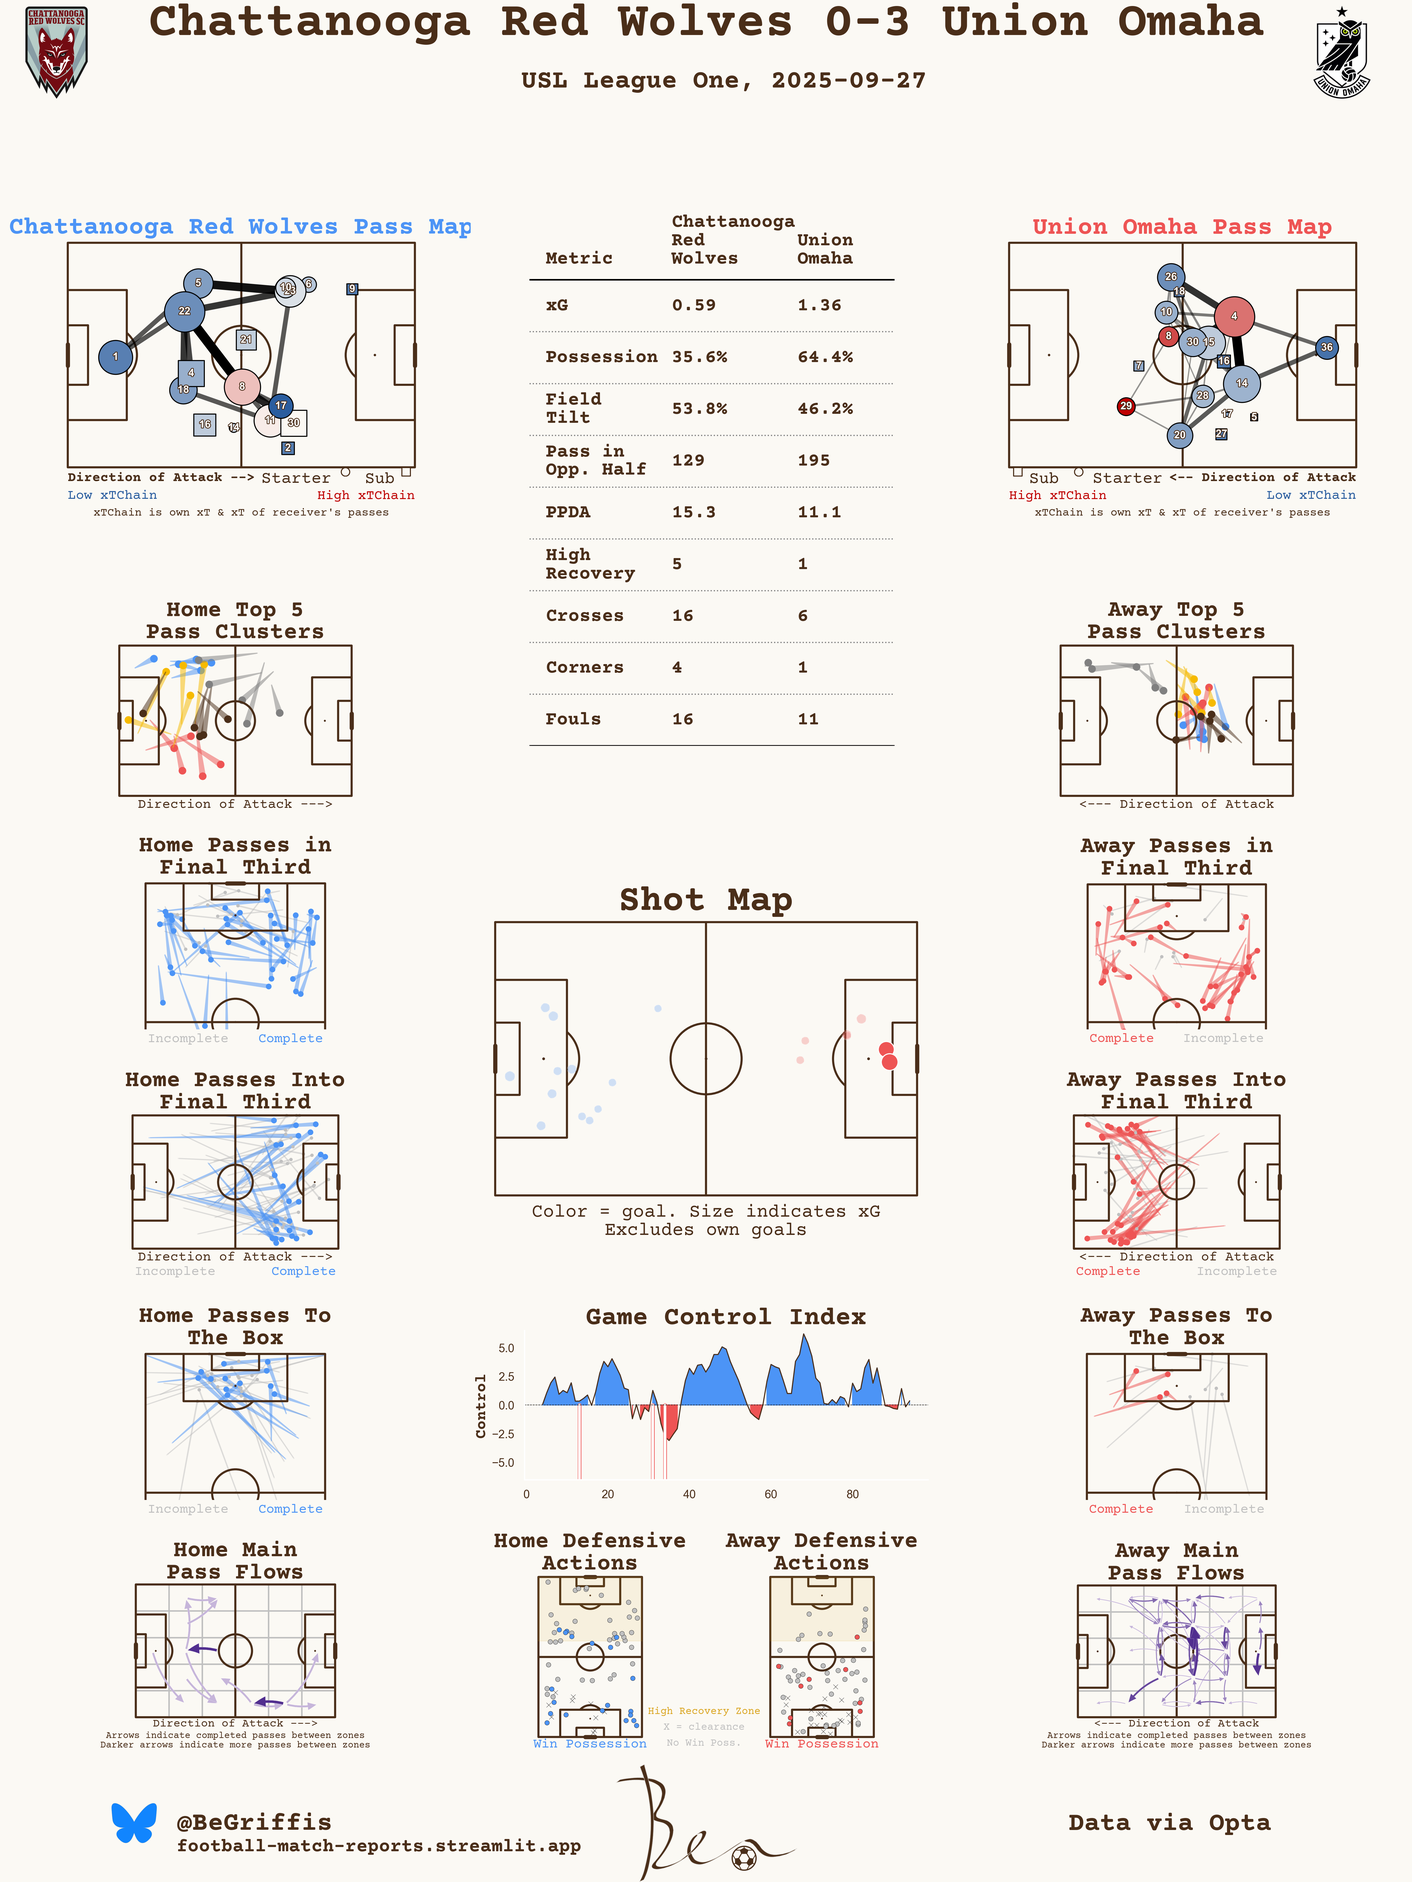 Chattanooga Red Wolves 0-3 Union Omaha
USL League One, 2025-09-27
CHATTANOOGA
RED WOLVES SC
UNION OMAHA
Chattanooga Red Wolves Pass Map
5
10
6
9
22
21
1
4
18
8
17
11
30
16
14
2
Direction of Attack --> Starter Sub
Low xTChain High xTChain
xTChain is own xT & xT of receiver's passes
Metric Chattanooga Red Wolves Union Omaha
xG 0.59 1.36
Possession 35.6% 64.4%
Field Tilt 53.8% 46.2%
Pass in Opp. Half 129 195
PPDA 15.3 11.1
High Recovery 5 1
Crosses 16 6
Corners 4 1
Fouls 16 11
Union Omaha Pass Map
26
18
10
4
8
30
15
36
16
7
14
28
29
17
5
20
27
Sub Starter <-- Direction of Attack
High xTChain Low xTChain
xTChain is own xT & xT of receiver's passes
Home Top 5
Pass Clusters
Direction of Attack --->
Away Top 5
Pass Clusters
<--- Direction of Attack
Home Passes in
Final Third
Incomplete Complete
Away Passes in
Final Third
Complete Incomplete
Shot Map
Color = goal. Size indicates xG
Excludes own goals
Home Passes Into
Final Third
Direction of Attack --->
Incomplete Complete
Away Passes Into
Final Third
<--- Direction of Attack
Complete Incomplete
Home Passes To
The Box
Incomplete Complete
Game Control Index
Control
5.0
2.5
0.0
−2.5
−5.0
0 20 40 60 80
Away Passes To
The Box
Complete Incomplete
Home Main
Pass Flows
Direction of Attack --->
Arrows indicate completed passes between zones
Darker arrows indicate more passes between zones
Home Defensive
Actions
Win Possession
High Recovery Zone
X = clearance
No Win Poss.
Away Defensive
Actions
Win Possession
Away Main
Pass Flows
<--- Direction of Attack
Arrows indicate completed passes between zones
Darker arrows indicate more passes between zones
@BeGriffis
football-match-reports.streamlit.app
Ben
Data via Opta